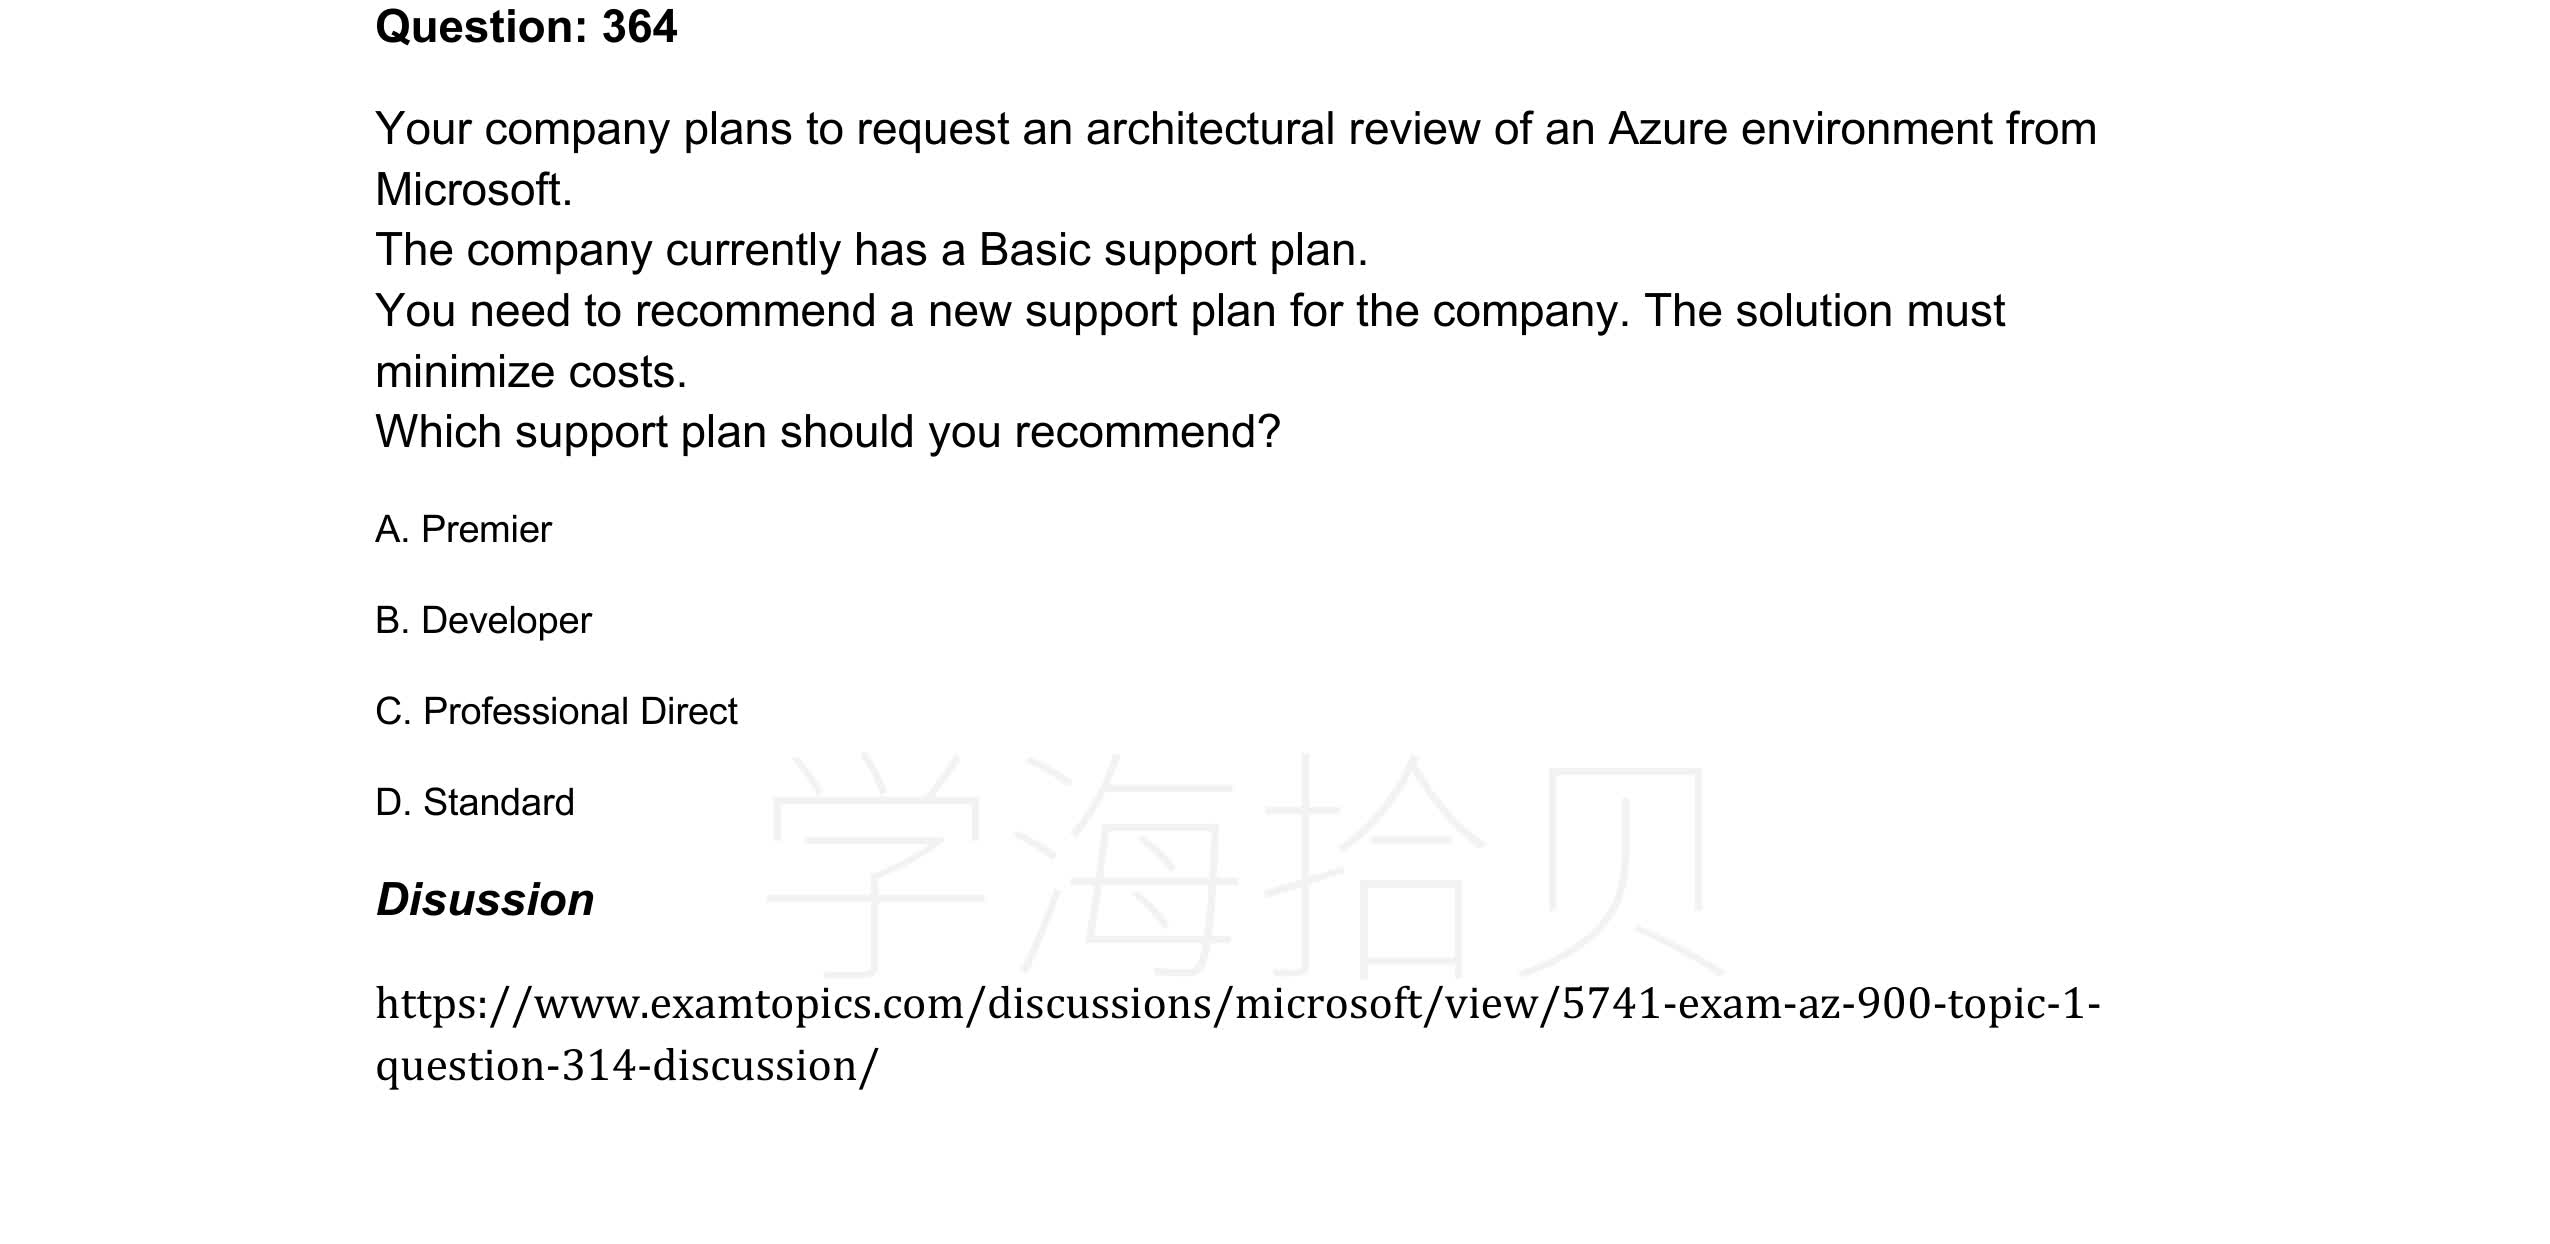 Question: 364
Your company plans to request an architectural review of an Azure environment from
Microsoft.
The company currently has a Basic support plan.
You need to recommend a new support plan for the company. The solution must
minimize costs.
Which support plan should you recommend?
A. Premier
B. Developer
C. Professional Direct
D. Standard
学海拾贝
Disussion
https://www.examtopics.com/discussions/microsoft/view/5741-exam-az-900-topic-1-
question-314-discussion/